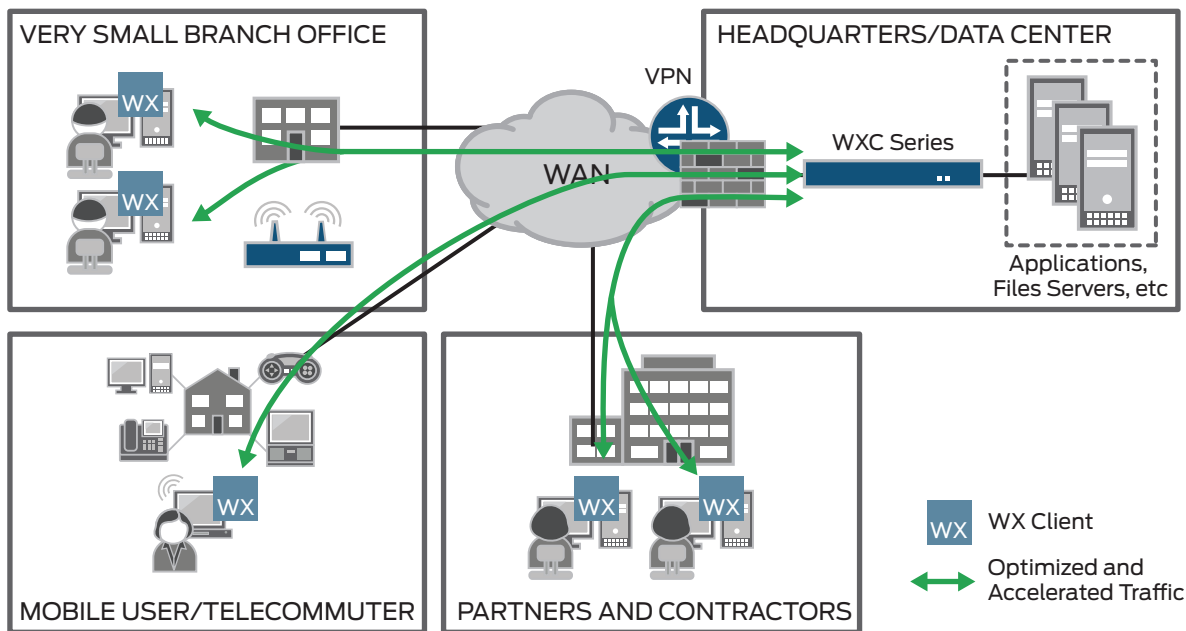 VERY SMALL BRANCH OFFICE
WX
WX
WAN
VPN
HEADQUARTERS/DATA CENTER
WXC Series
Applications,
Files Servers, etc
WX
MOBILE USER/TELECOMMUTER
WX
WX
PARTNERS AND CONTRACTORS
WX
WX Client
Optimized and
Accelerated Traffic